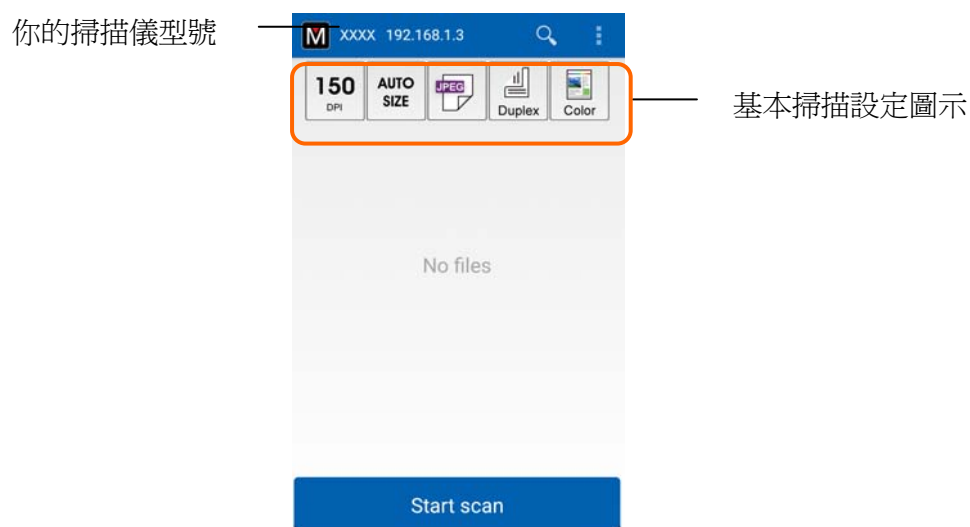 你的掃描儀型號
M XXXX 192.168.1.3
150 DPI
AUTO SIZE
JPEG
Duplex
Color
基本掃描設定圖示
No files
Start scan